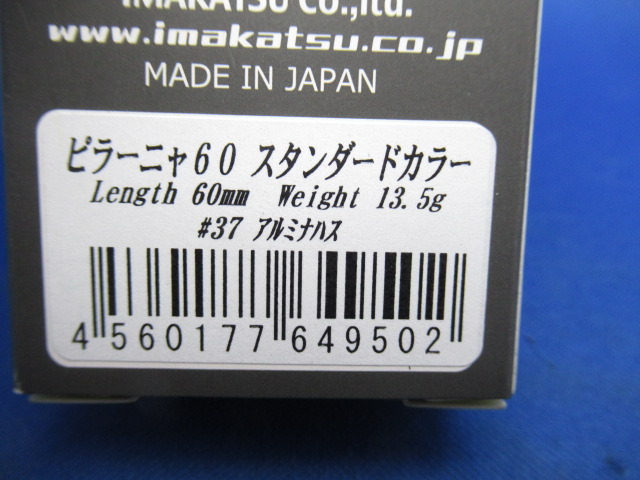 IMAKATSU CO.,ltd.
www.imakatsu.co.jp
MADE IN JAPAN
ピラーニャ60 スタンダードカラー
Length 60mm Weight 13.5g
#37 ｱﾙﾐﾅﾊｽ
4 560177 649502